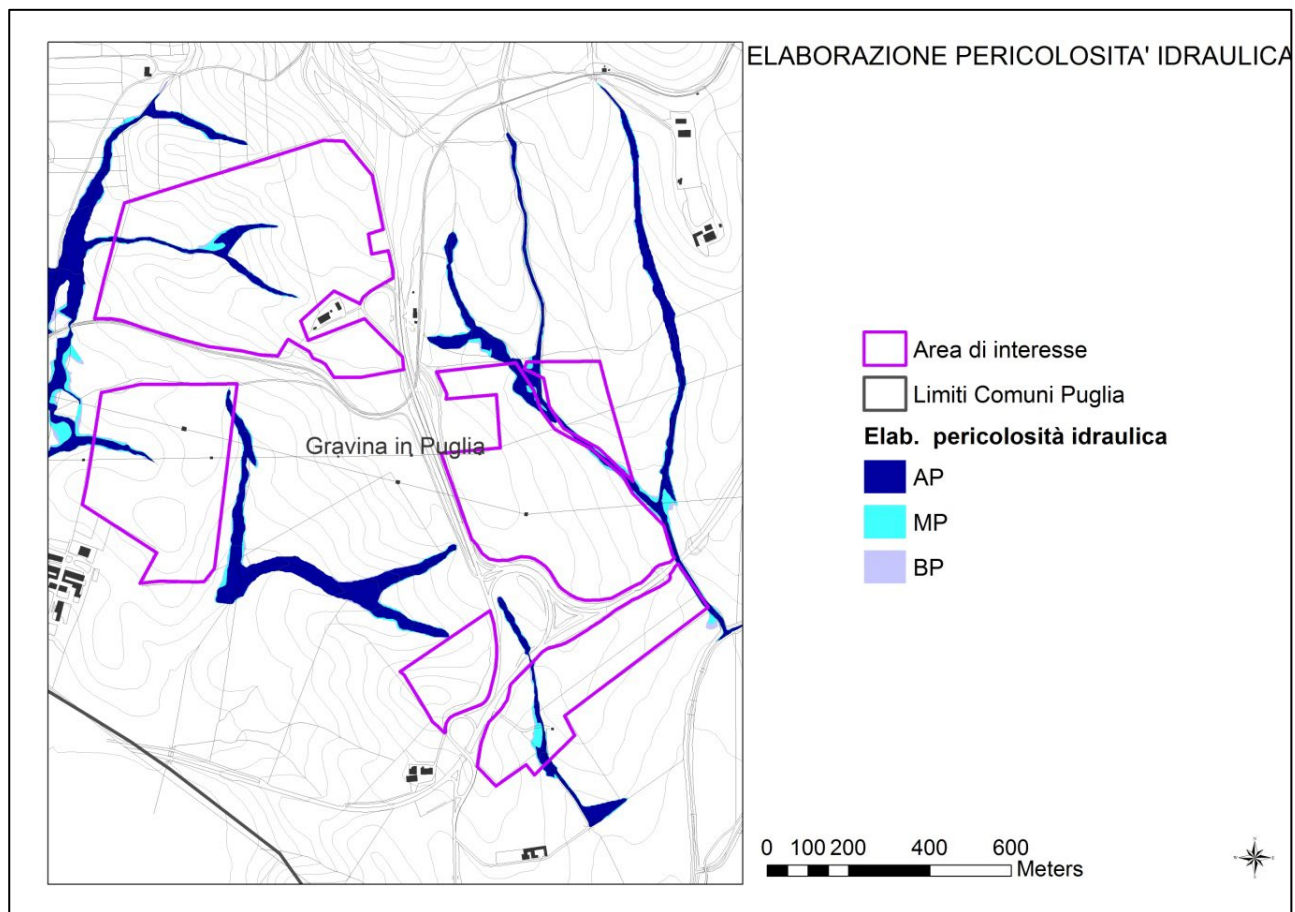 ELABORAZIONE PERICOLOSITA' IDRAULICA
Gravina in Puglia
Area di interesse
Limiti Comuni Puglia
Elab. pericolosità idraulica
AP
MP
BP
0 100 200 400 600
Meters